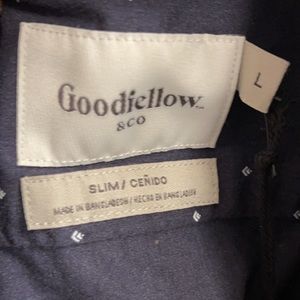 Goodfellow
& CO
L
SLIM / CEÑIDO
MADE IN BANGLADESH / HECHO EN BANGLADESH